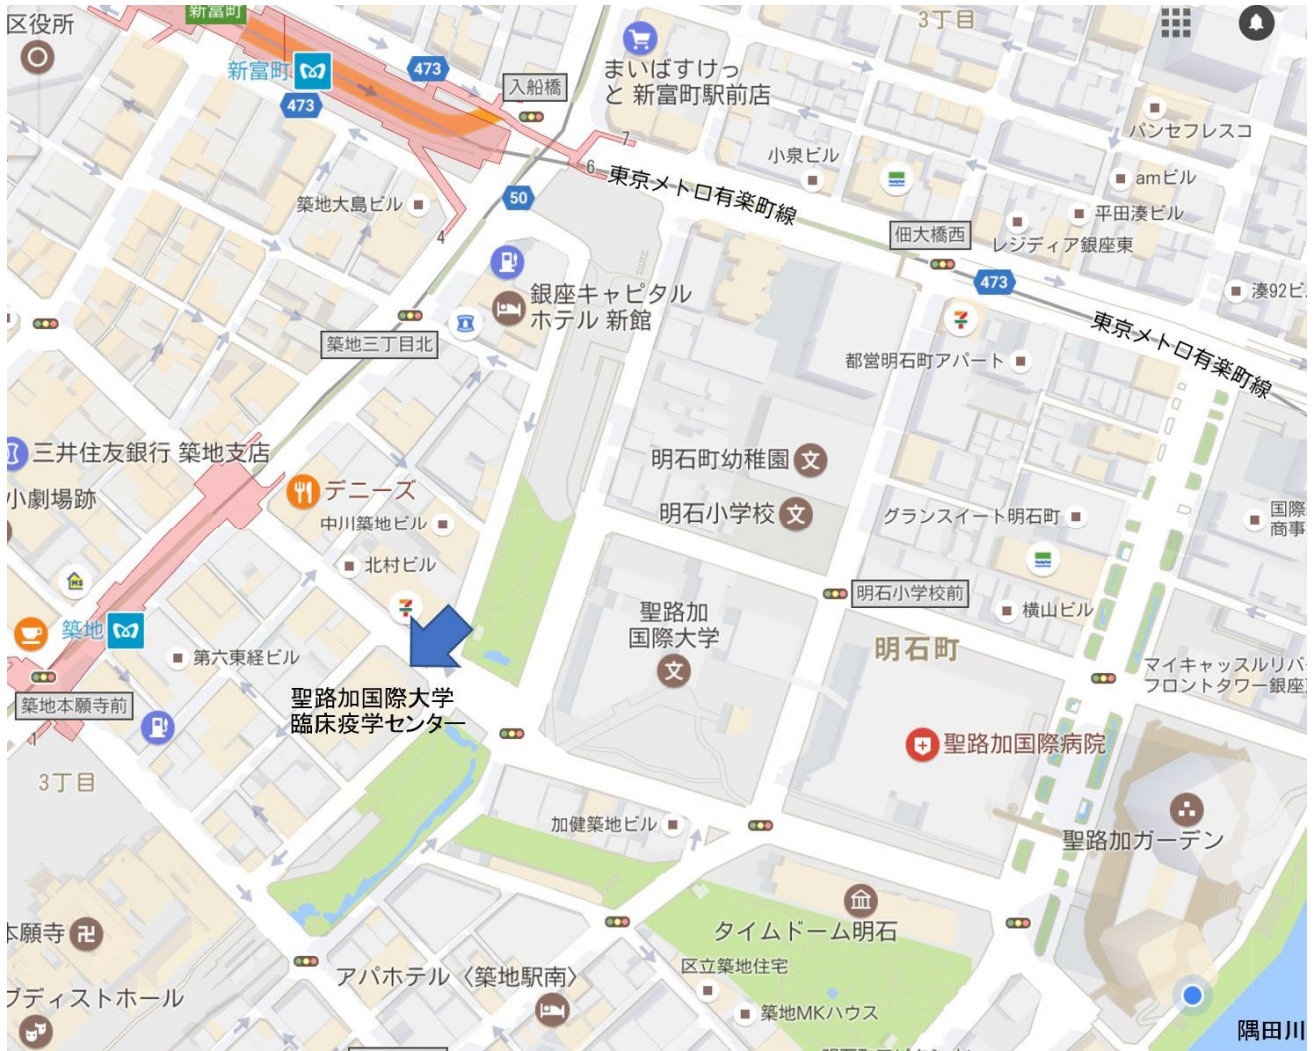 区役所
新富町
3丁目
新富町
473
473
入船橋
まいばすけっ
と 新富町駅前店
パンセフレスコ
小泉ビル
7
6
東京メトロ有楽町線
amビル
平田湊ビル
レジディア銀座東
築地大島ビル
4
50
佃大橋西
473
湊92ビ
銀座キャピタル
ホテル 新館
築地三丁目北
東京メトロ有楽町線
都営明石町アパート
三井住友銀行 築地支店
小劇場跡
デニーズ
中川築地ビル
北村ビル
明石町幼稚園
文
明石小学校
文
グランスイート明石町
国際
商事
明石小学校前
横山ビル
聖路加
国際大学
文
明石町
築地
第六東経ビル
築地本願寺前
1
聖路加国際大学
臨床疫学センター
マイキャッスルリバ
フロントタワー銀座
聖路加国際病院
3丁目
加健築地ビル
聖路加ガーデン
タイムドーム明石
本願寺
卍
アパホテル〈築地駅南〉
区立築地住宅
築地MKハウス
ブディストホール
隅田川